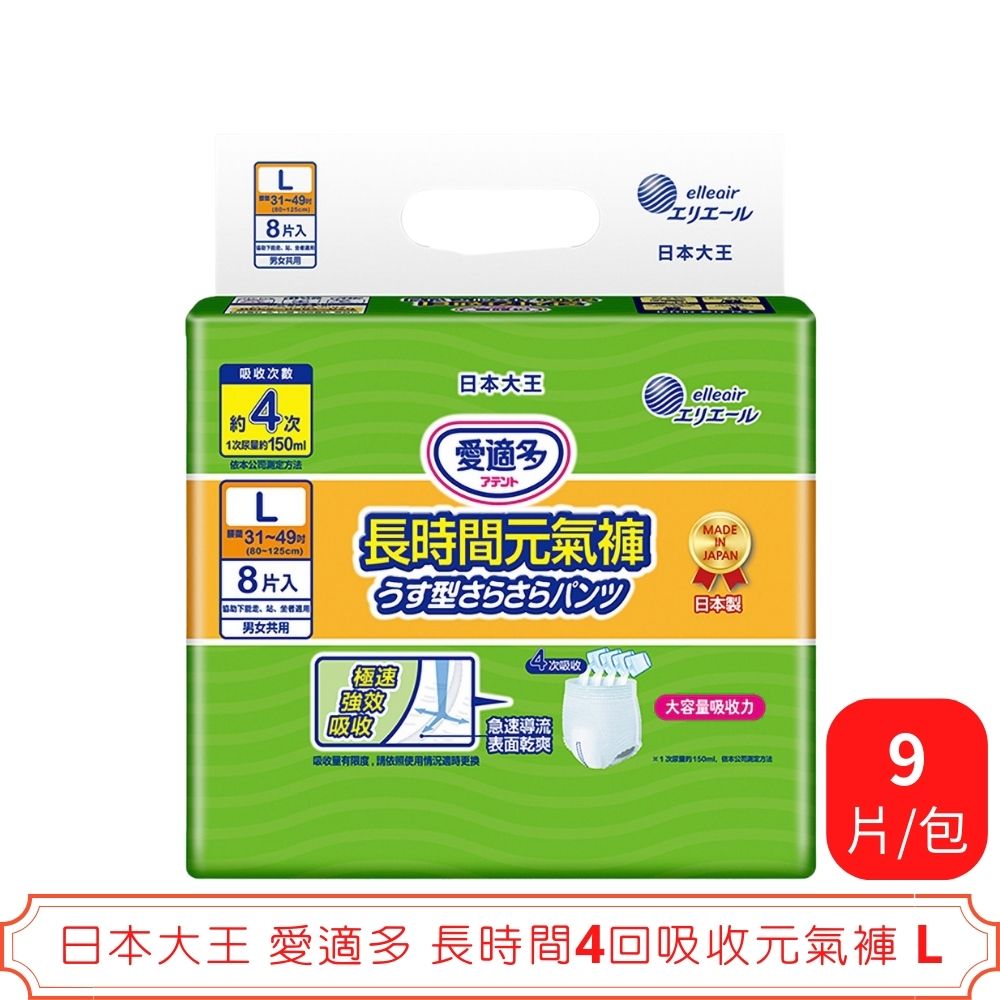 L
腰圍31~49吋
(80~125cm)
8片入
協助下能走、站、坐者適用
男女共用
elleair
エリエール
日本大王
吸收次數
約4次
1次尿量約150ml
依本公司測定方法
日本大王
elleair
エリエール
愛適多
アテント
L
腰圍31~49吋
(80~125cm)
8片入
協助下能走、站、坐者適用
男女共用
長時間元氣褲
うす型さらさらパンツ
MADE
IN
JAPAN
日本製
極速
強效
吸收
急速導流
表面乾爽
吸收量有限度，請依照使用情況適時更換
4次吸收
大容量吸收力
※1次尿量約150ml，依本公司測定方法
9
片/包
日本大王 愛適多 長時間4回吸收元氣褲 L